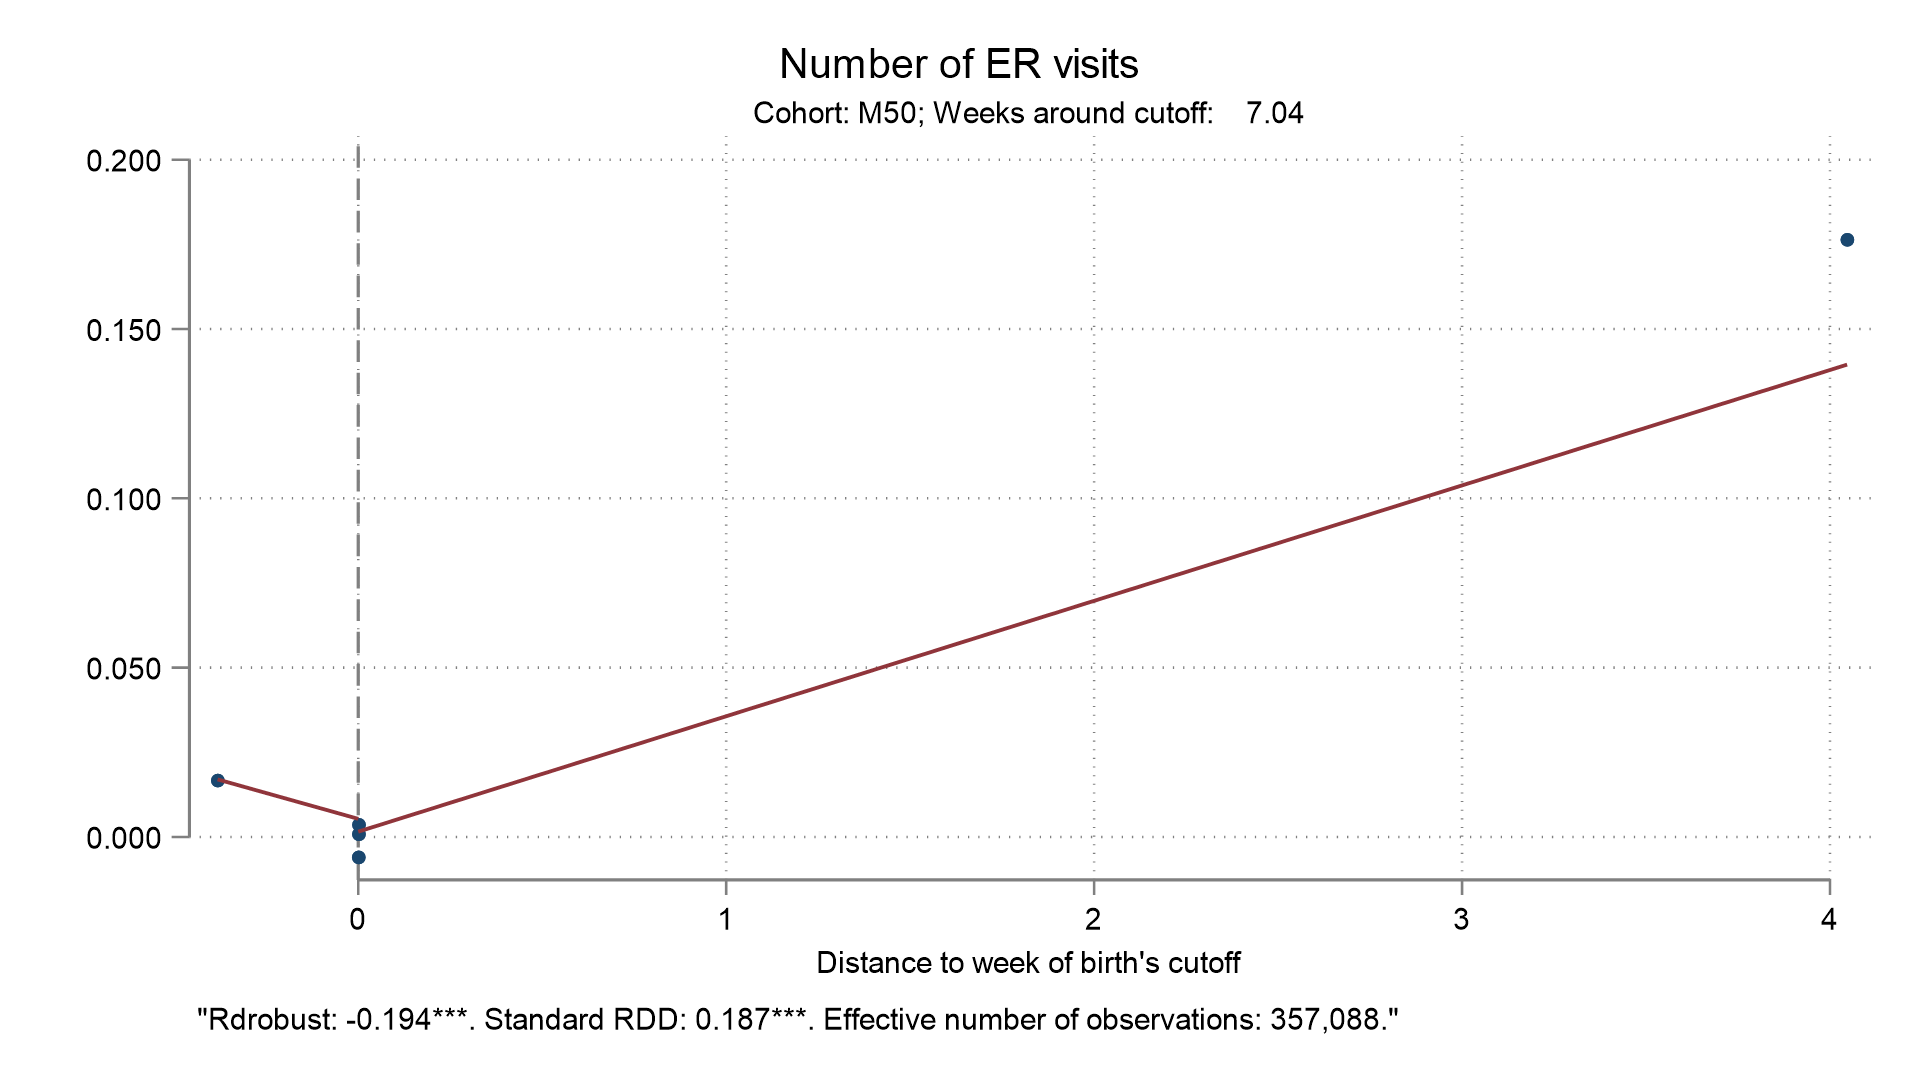 Number of ER visits
Cohort: M50; Weeks around cutoff: 7.04
0.200
0.150
0.100
0.050
0.000
0 1 2 3 4
Distance to week of birth's cutoff
"Rdrobust: -0.194***. Standard RDD: 0.187***. Effective number of observations: 357,088."